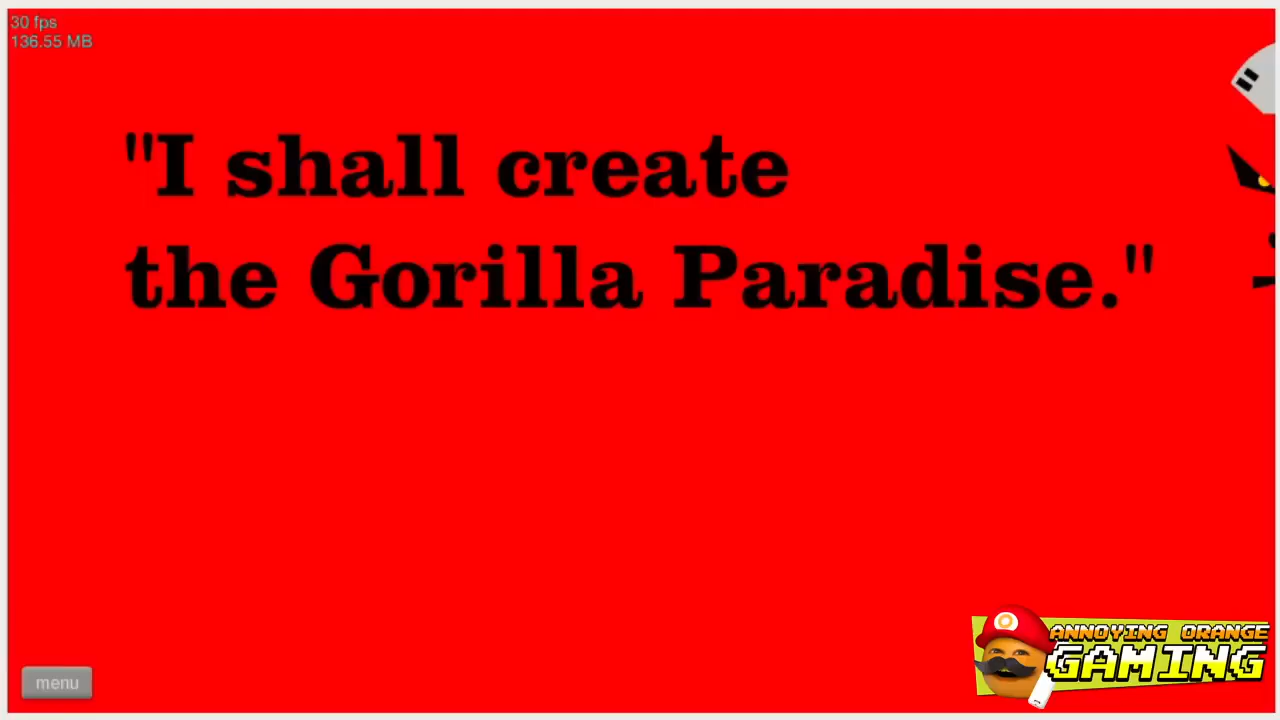 30 fps
136.55 MB
"I shall create
the Gorilla Paradise."
menu
ANNOYING ORANGE
GAMING